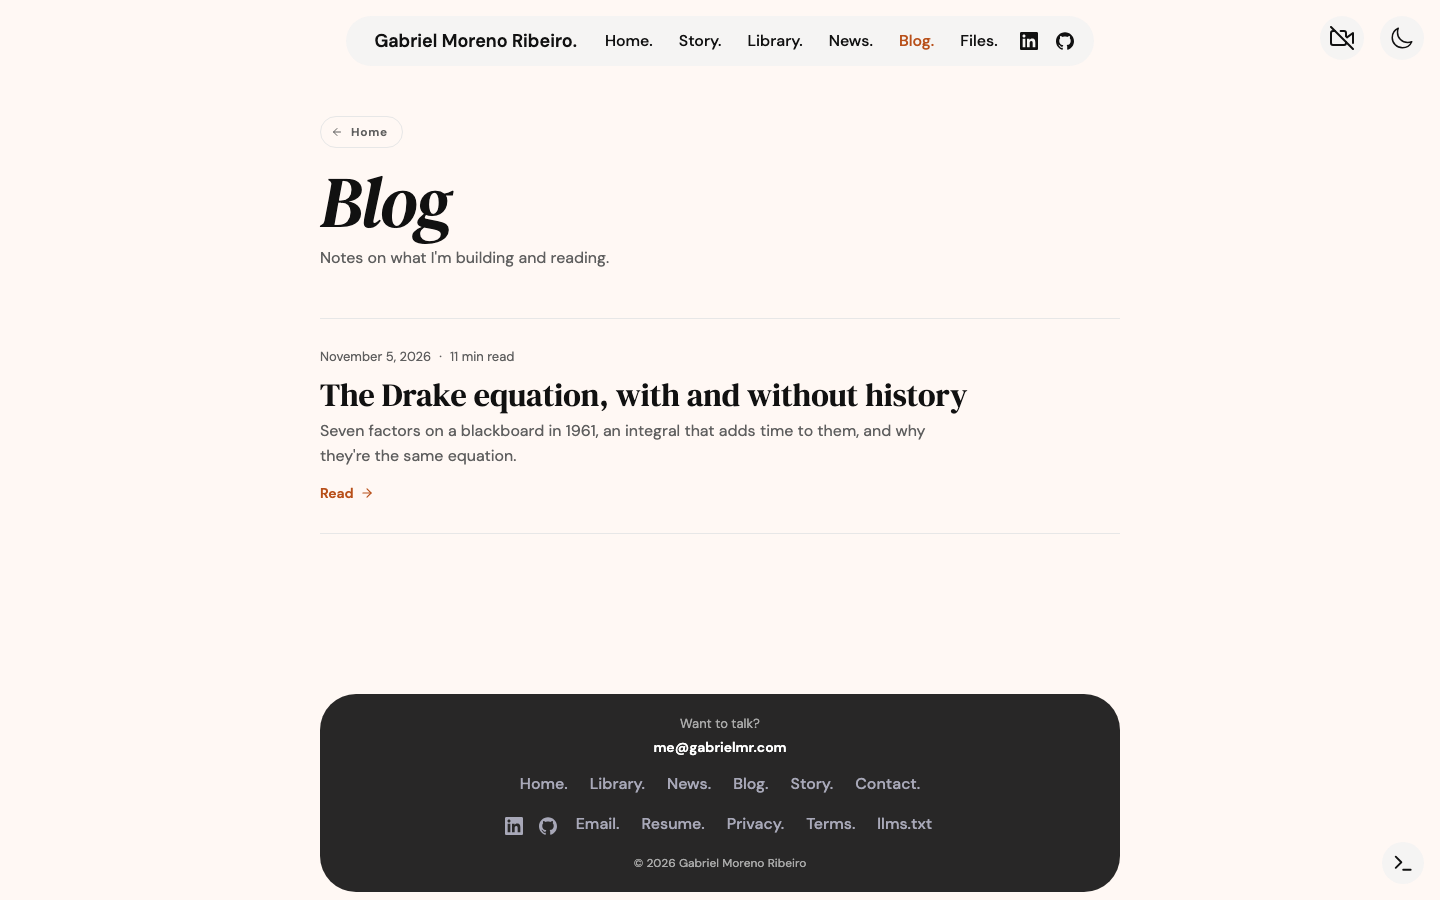 Gabriel Moreno Ribeiro. Home. Story. Library. News. Blog. Files.
Home
Blog
Notes on what I'm building and reading.
November 5, 2026 · 11 min read
The Drake equation, with and without history
Seven factors on a blackboard in 1961, an integral that adds time to them, and why
they're the same equation.
Read
Want to talk?
me@gabrielmr.com
Home. Library. News. Blog. Story. Contact.
Email. Resume. Privacy. Terms. llms.txt
© 2026 Gabriel Moreno Ribeiro